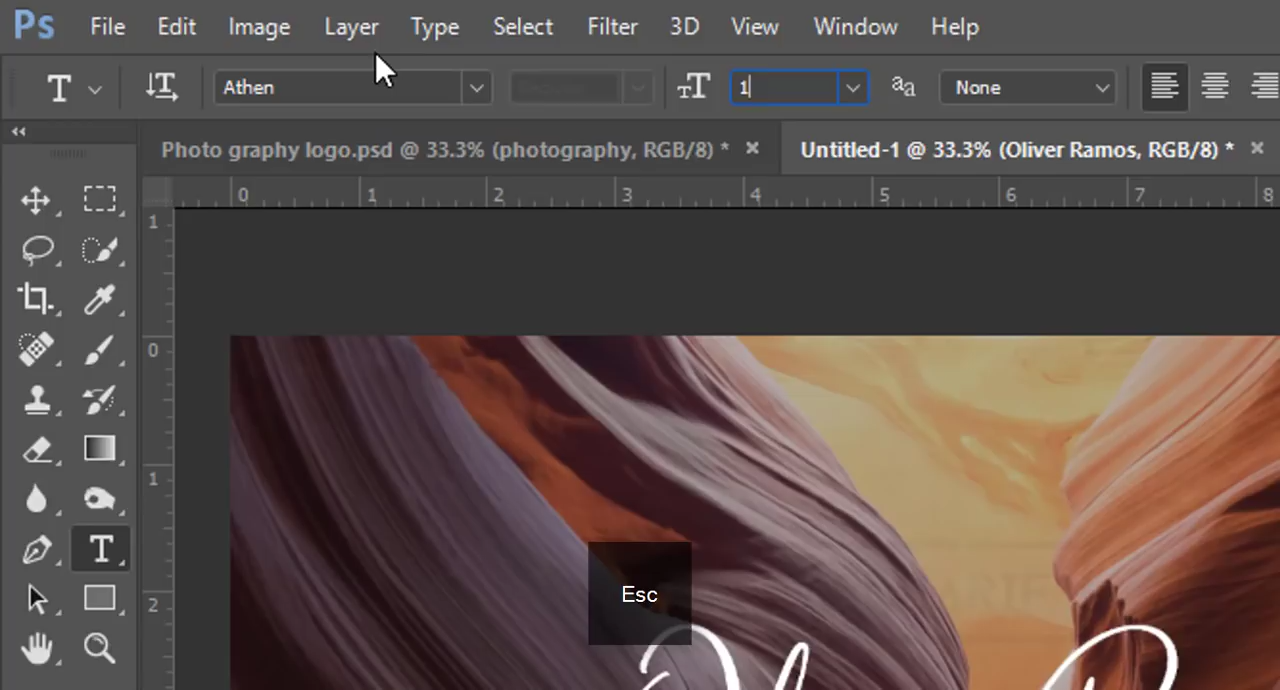 Ps File Edit Image Layer Type Select Filter 3D View Window Help
T T Athen TT 1 aa None
Photo graphy logo.psd @ 33.3% (photography, RGB/8) * Untitled-1 @ 33.3% (Oliver Ramos, RGB/8) *
0 1 2 3 4 5 6 7 8
1
0
1
T
Esc
2